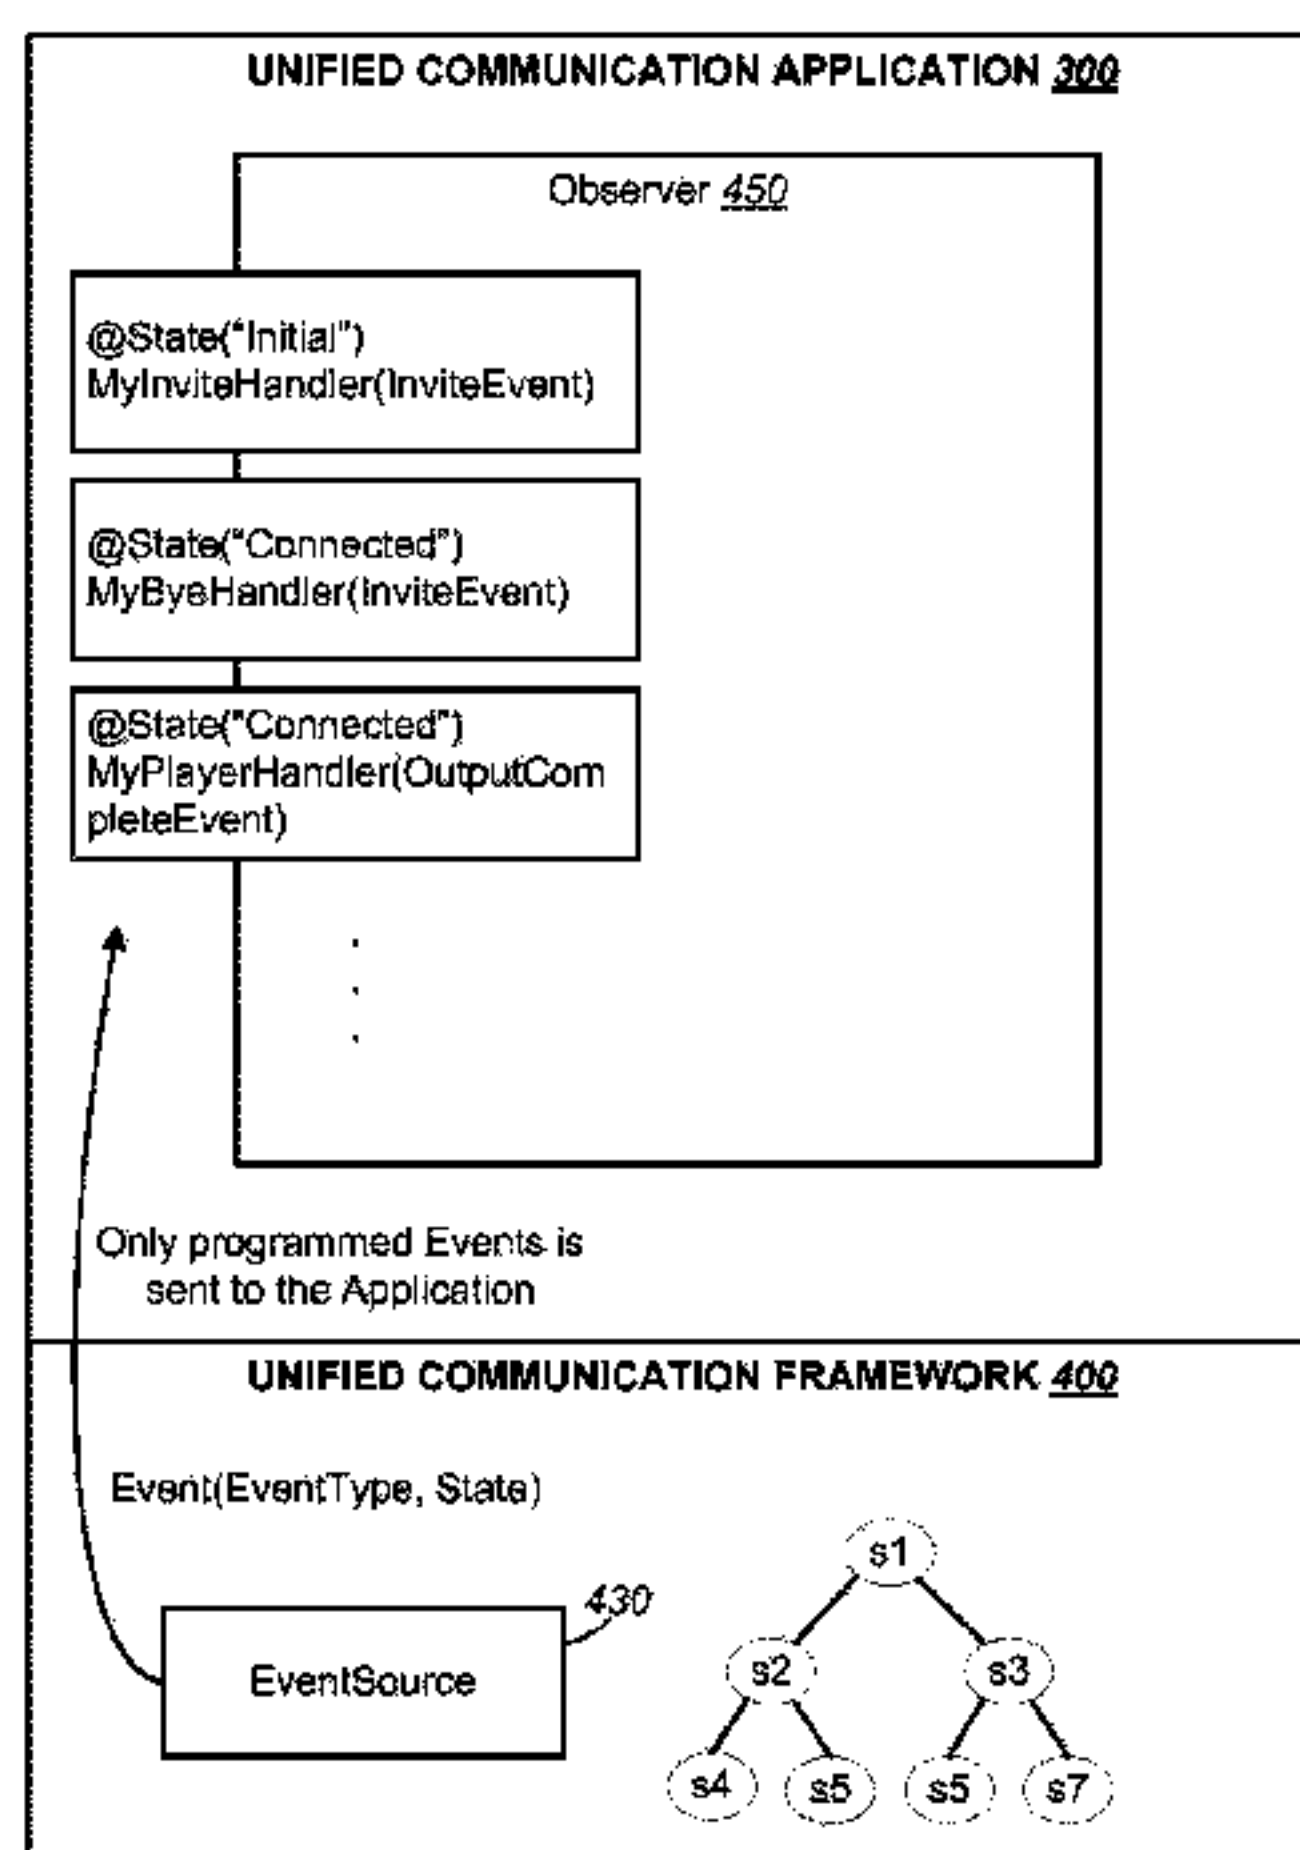 UNIFIED COMMUNICATION APPLICATION 300
Observer 450
@State("Initial")
MyInviteHandler(InviteEvent)
@State("Connected")
MyByeHandler(InviteEvent)
@State("Connected")
MyPlayerHandler(OutputCom
pleteEvent)
Only programmed Events is
sent to the Application
UNIFIED COMMUNICATION FRAMEWORK 400
Event(EventType, State)
430
EventSource
s1
s2 s3
s4 s5 s5 s7